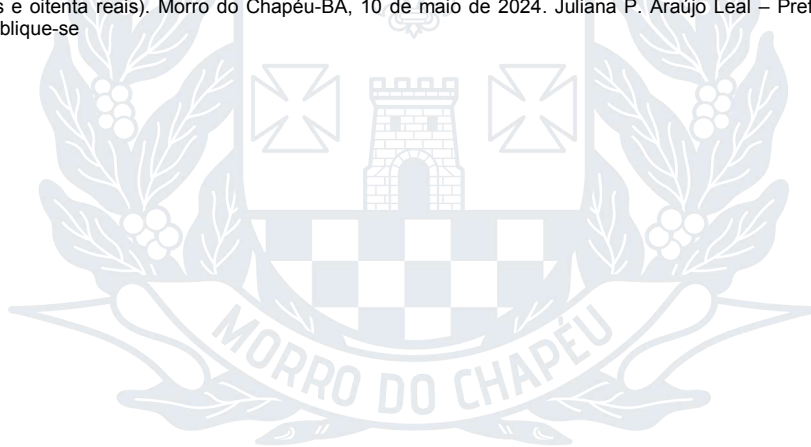 s e oitenta reais). Morro do Chapéu-BA, 10 de maio de 2024. Juliana P. Araújo Leal – Pref
blique-se
MORRO DO CHAPÉU